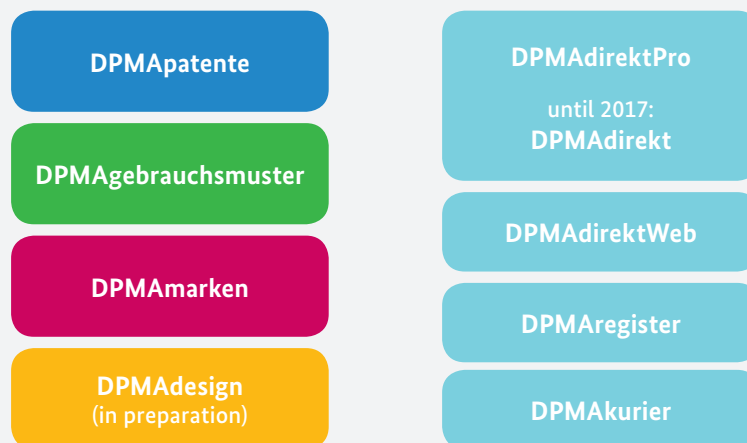 DPMApatente
DPMAgebrauchsmuster
DPMAmarken
DPMAdesign
(in preparation)
DPMAdirektPro
until 2017:
DPMAdirekt
DPMAdirektWeb
DPMAregister
DPMAkurier